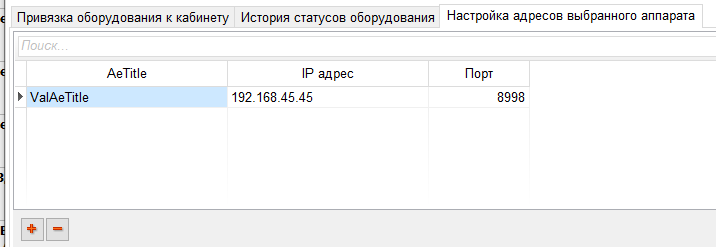 Привязка оборудования к кабинету История статусов оборудования Настройка адресов выбранного аппарата
Поиск...
AeTitle IP адрес Порт
ValAeTitle 192.168.45.45 8998